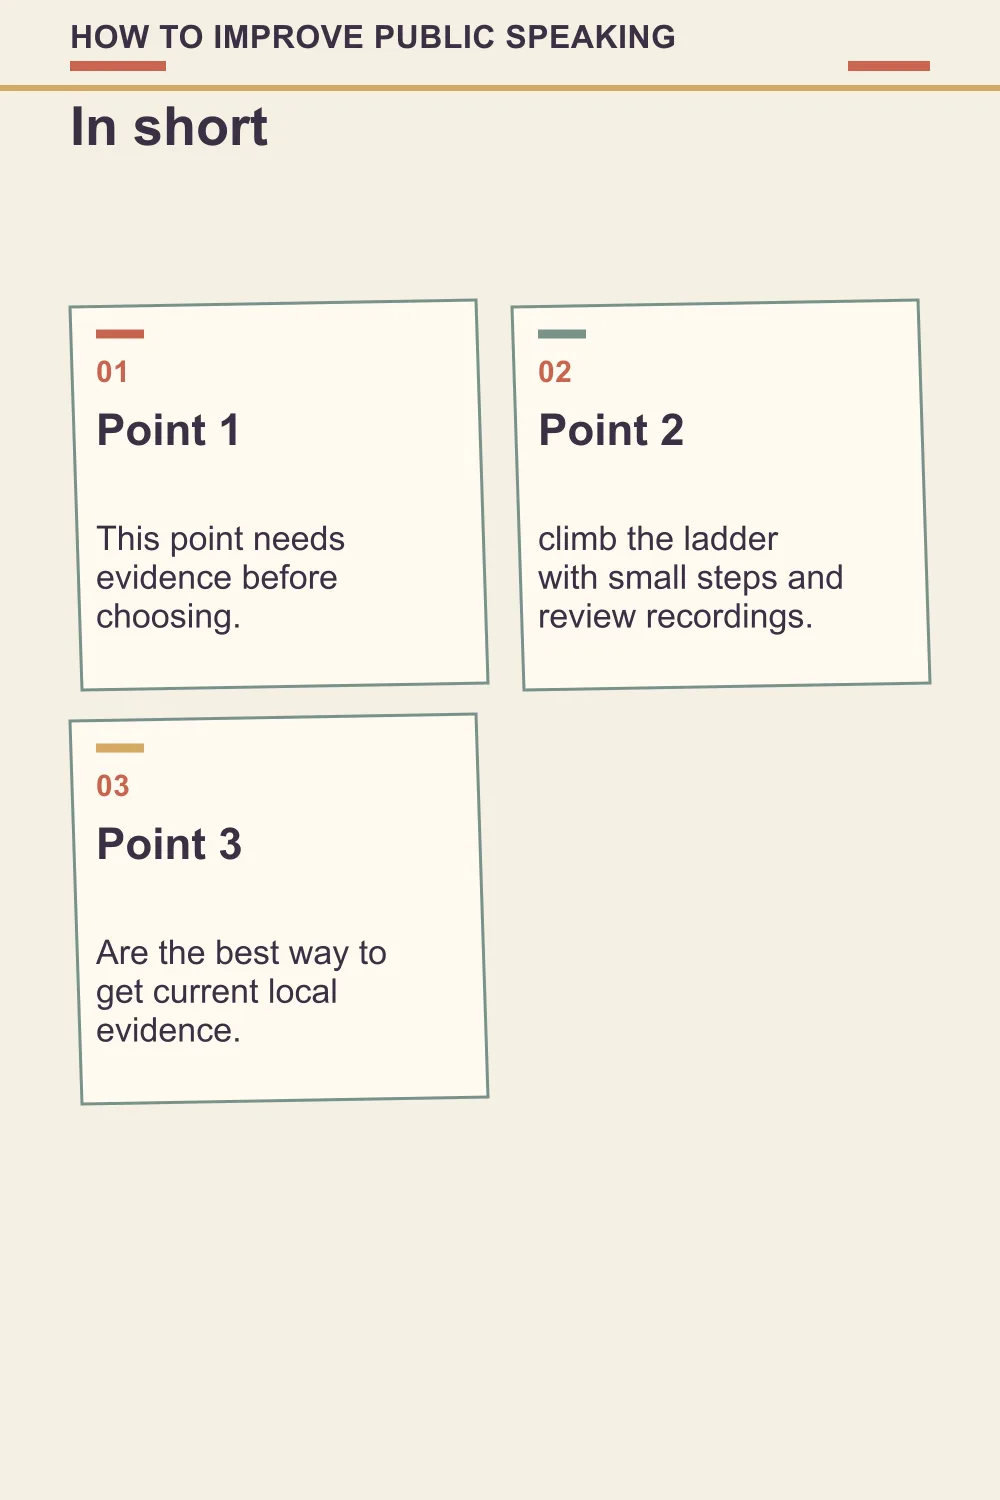 HOW TO IMPROVE PUBLIC SPEAKING
In short
01
Point 1
This point needs
evidence before
choosing.
02
Point 2
climb the ladder
with small steps and
review recordings.
03
Point 3
Are the best way to
get current local
evidence.